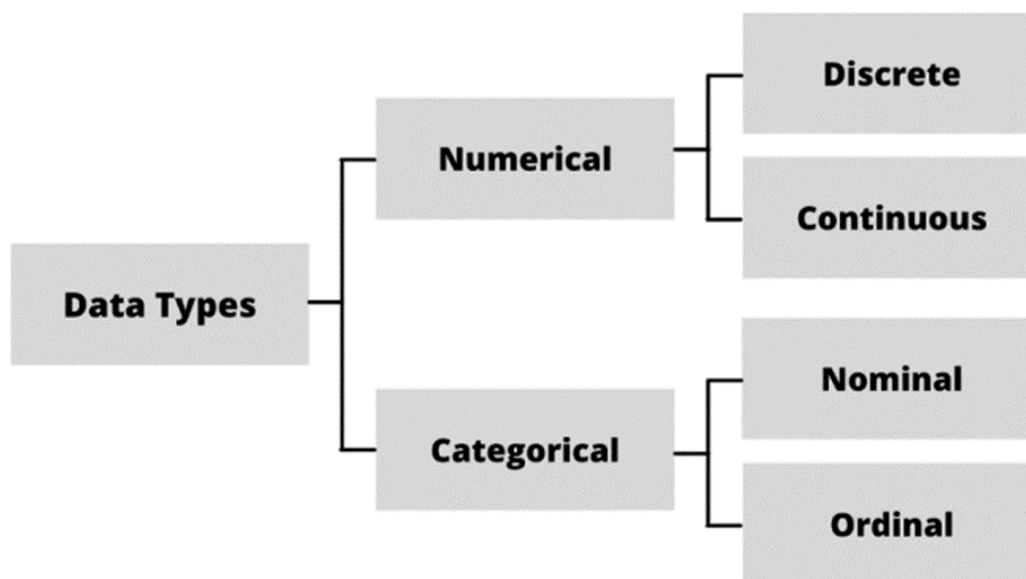 Data Types
Numerical
Discrete
Continuous
Categorical
Nominal
Ordinal